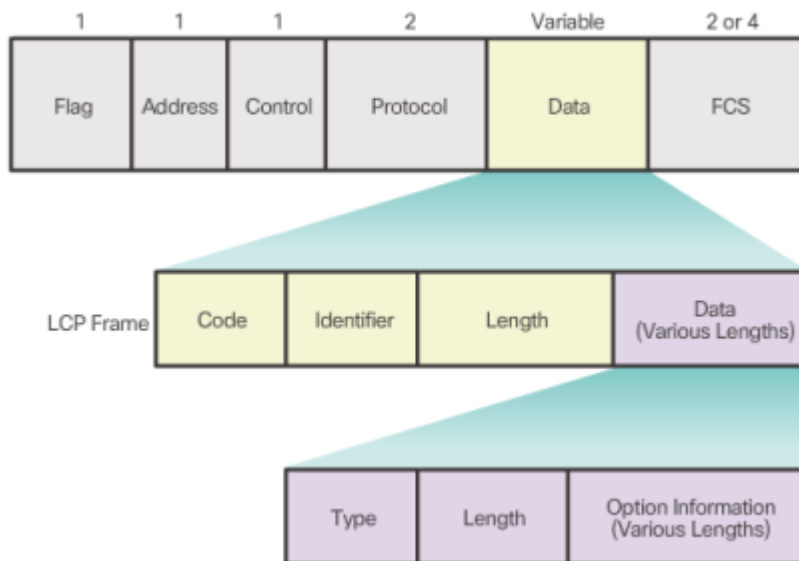 1 1 1 2 Variable 2 or 4
Flag Address Control Protocol Data FCS
LCP Frame Code Identifier Length Data
(Various Lengths)
Type Length Option Information
(Various Lengths)